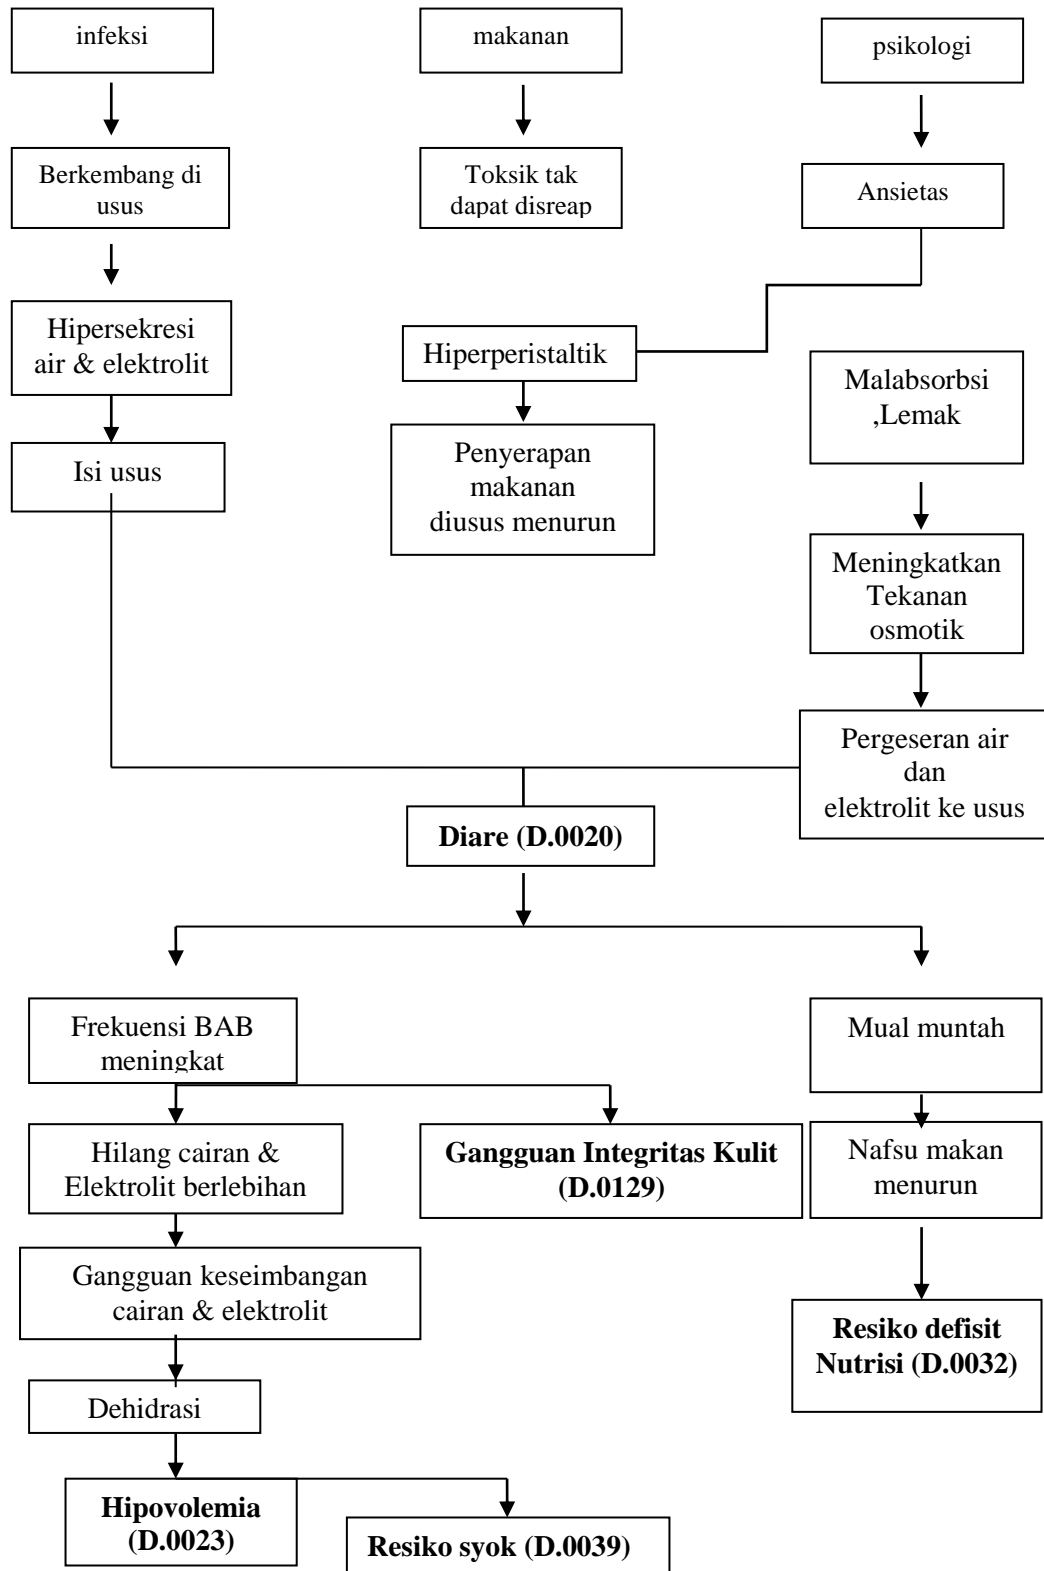 infeksi
makanan
psikologi
Berkembang di
usus
Toksik tak
dapat disreap
Ansietas
Hipersekresi
air & elektrolit
Hiperperistaltik
Malabsorbsi
,Lemak
Isi usus
Penyerapan
makanan
diusus menurun
Meningkatkan
Tekanan
osmotik
Pergeseran air
dan
elektrolit ke usus
Diare (D.0020)
Frekuensi BAB
meningkat
Mual muntah
Hilang cairan &
Elektrolit berlebihan
Gangguan Integritas Kulit
(D.0129)
Nafsu makan
menurun
Gangguan keseimbangan
cairan & elektrolit
Resiko defisit
Nutrisi (D.0032)
Dehidrasi
Hipovolemia
(D.0023)
Resiko syok (D.0039)